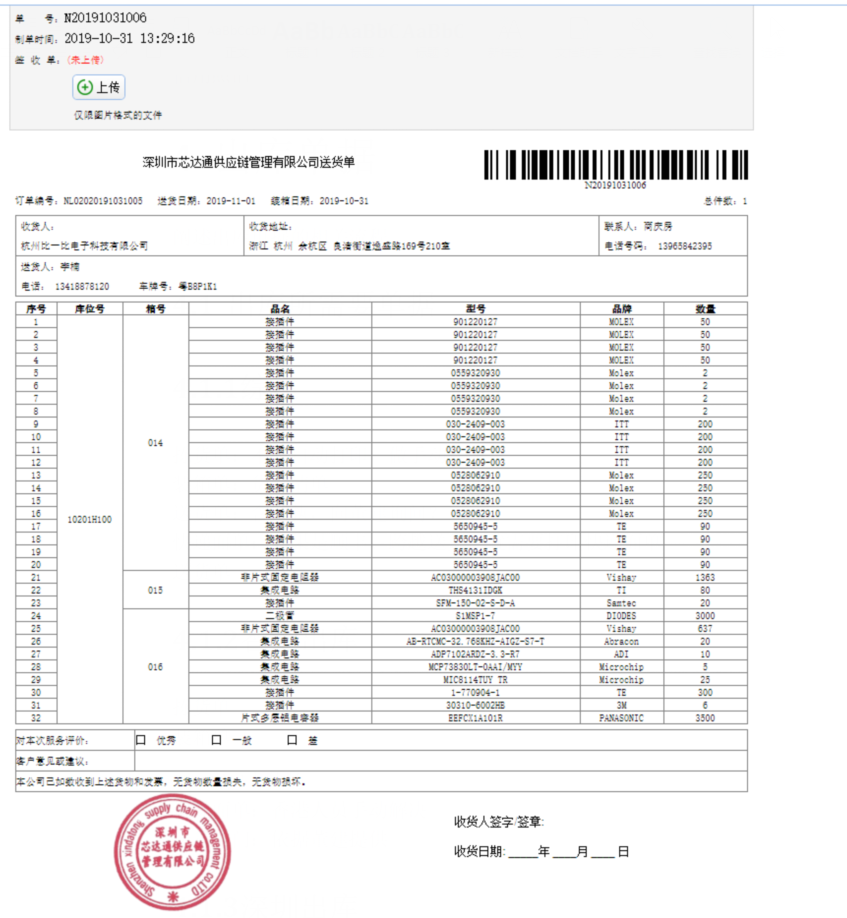 单 号: N20191031006
制单时间: 2019-10-31 13:29:16
签 收 单: (未上传)
上传
仅限图片格式的文件
深圳市芯达通供应链管理有限公司送货单
N20191031006
订单编号: NL02020191031005 送货日期: 2019-11-01 装箱日期: 2019-10-31 总件数: 1
收货人: 收货地址: 联系人: 商庆房
杭州比一比电子科技有限公司 浙江 杭州 余杭区 良渚街道逸盛路169号210室 电话号码: 13965842395
送货人: 李楠
电话: 13418878120 车牌号: 粤B8P1K1
序号 库位号 箱号 品名 型号 品牌 数量
1 接插件 901220127 MOLEX 50
2 接插件 901220127 MOLEX 50
3 接插件 901220127 MOLEX 50
4 接插件 901220127 MOLEX 50
5 接插件 0559320930 Molex 2
6 接插件 0559320930 Molex 2
7 接插件 0559320930 Molex 2
8 接插件 0559320930 Molex 2
9 接插件 030-2409-003 ITT 200
10 接插件 030-2409-003 ITT 200
11 014 接插件 030-2409-003 ITT 200
12 接插件 030-2409-003 ITT 200
13 接插件 0528062910 Molex 250
14 接插件 0528062910 Molex 250
15 接插件 0528062910 Molex 250
16 10201H100 接插件 0528062910 Molex 250
17 接插件 5650945-5 TE 90
18 接插件 5650945-5 TE 90
19 接插件 5650945-5 TE 90
20 接插件 5650945-5 TE 90
21 非片式固定电阻器 AC03000003908JAC00 Vishay 1363
22 015 集成电路 THS4131IDGK TI 80
23 接插件 SFM-150-02-S-D-A Samtec 20
24 二极管 S1MSP1-7 DIODES 3000
25 非片式固定电阻器 AC03000003908JAC00 Vishay 637
26 集成电路 AB-RTCMC-32.768KHZ-AIGZ-S7-T Abracon 20
27 集成电路 ADP7102ARDZ-3.3-R7 ADI 10
28 016 集成电路 MCP73830LT-0AAI/MYY Microchip 5
29 集成电路 MIC8114TUY TR Microchip 25
30 接插件 1-770904-1 TE 300
31 接插件 30310-6002HB 3M 6
32 片式多层钽电容器 EEFCX1A101R PANASONIC 3500
对本次服务评价: 优秀 一般 差
客户意见或建议:
本公司已如数收到上述货物和发票，无货物数量损失，无货物损坏.
收货人签字/签章:
收货日期: _____年 ____月 ____ 日
Shenzhen xindatong supply chain management co.LTD
深圳市
芯达通供应链
管理有限公司